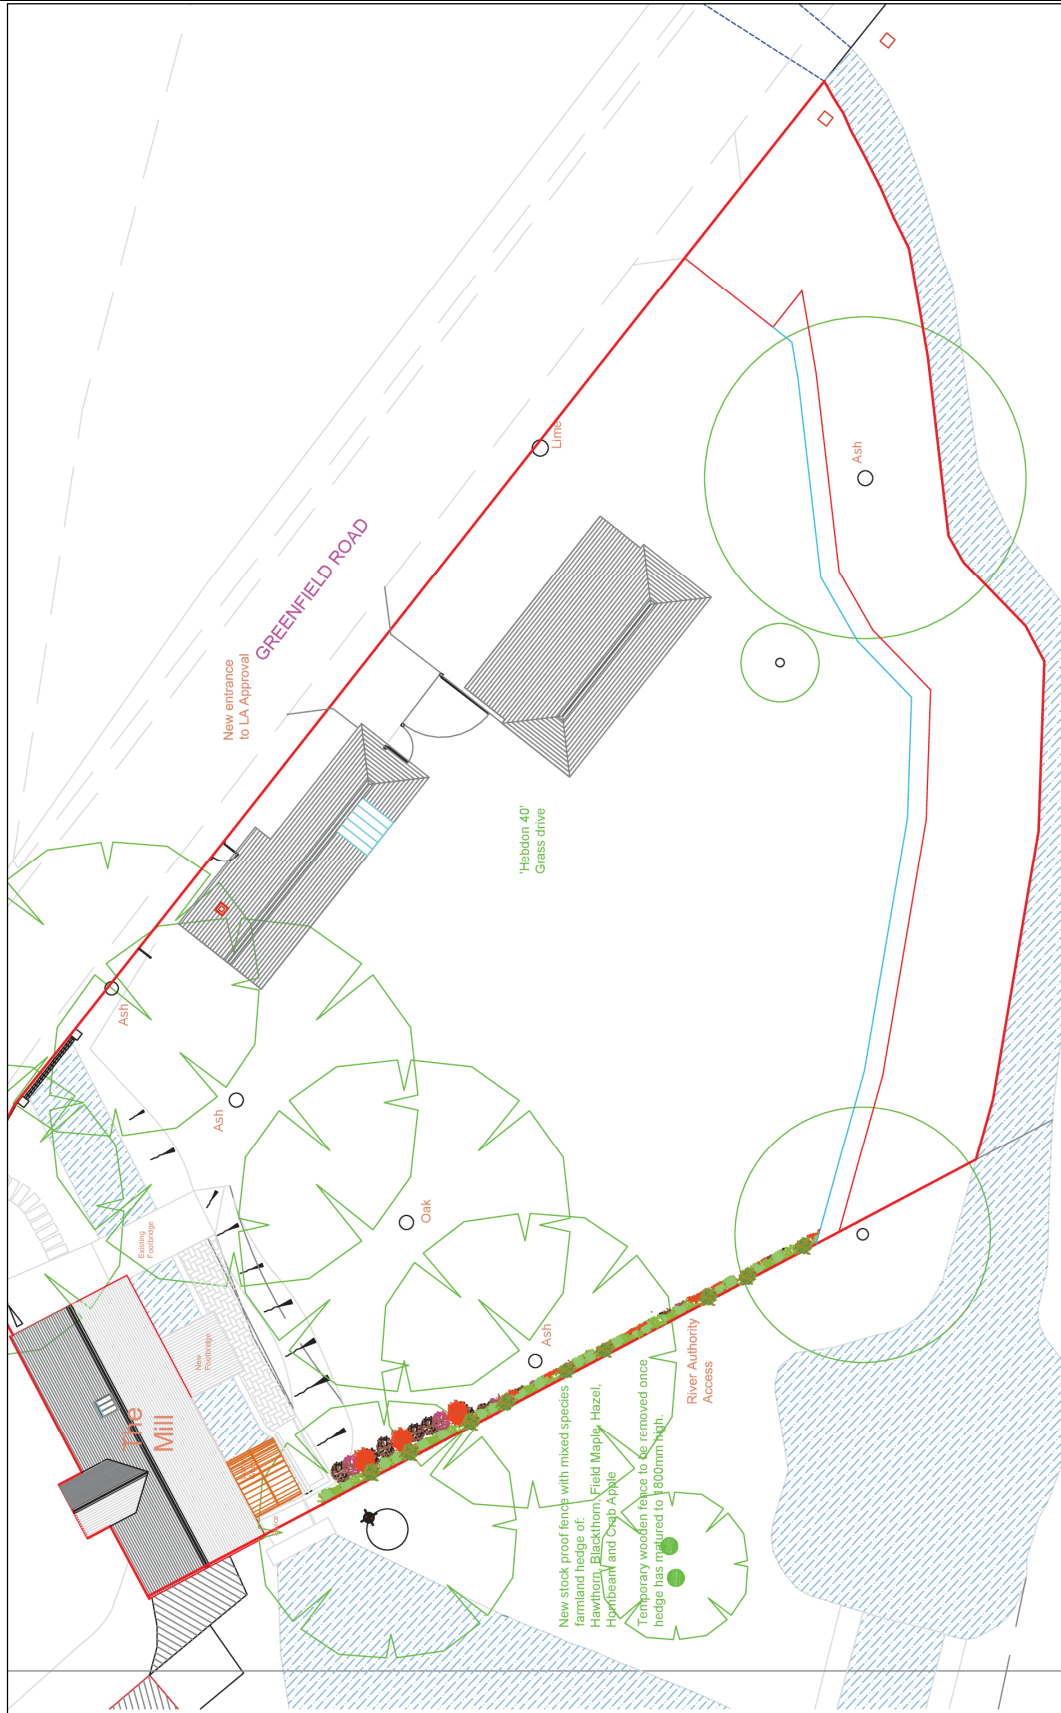 Lime
Ash
GREENFIELD ROAD
New entrance
to LA Approval
'Hebdon 40'
Grass drive
Ash
Ash
Oak
Existing
Footbridge
New
Footbridge
The
Mill
Ash
River Authority
Access
New stock proof fence with mixed species
farmland hedge of:
Hawthorn, Blackthorn, Field Maple, Hazel,
Hornbeam and Crab Apple
Temporary wooden fence to be removed once
hedge has matured to 1800mm high.